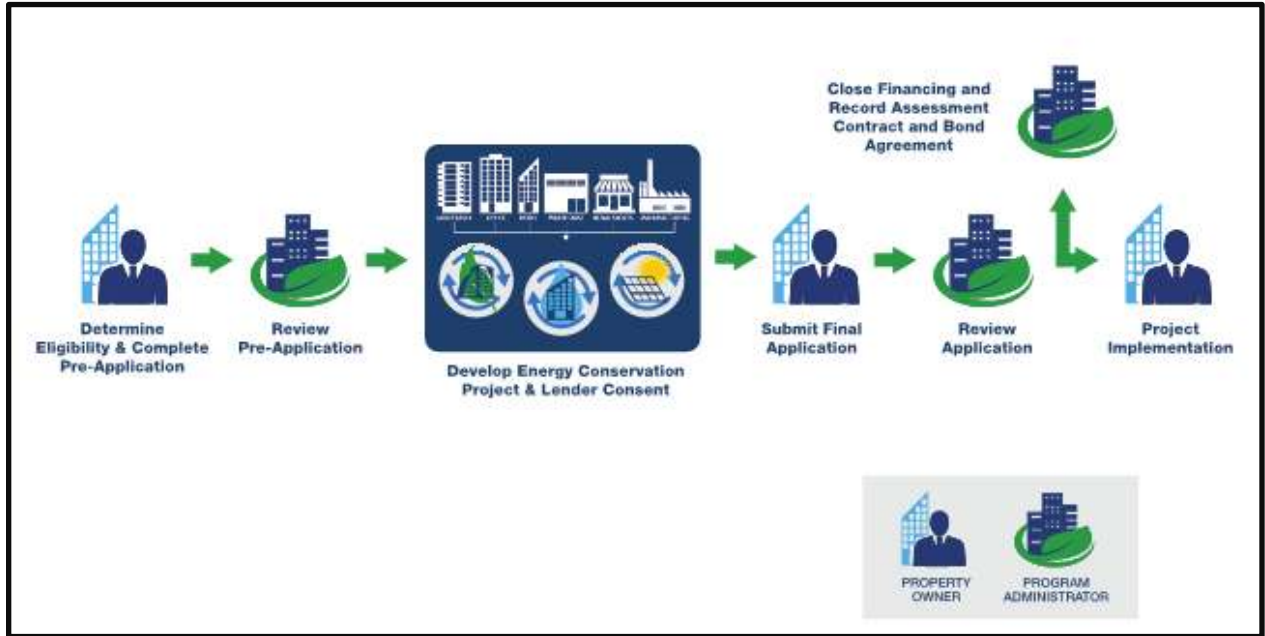 Close Financing and
Record Assessment
Contract and Bond
Agreement
Determine
Eligibility & Complete
Pre-Application
Review
Pre-Application
Develop Energy Conservation
Project & Lender Consent
Submit Final
Application
Review
Application
Project
Implementation
PROPERTY
OWNER
PROGRAM
ADMINISTRATOR